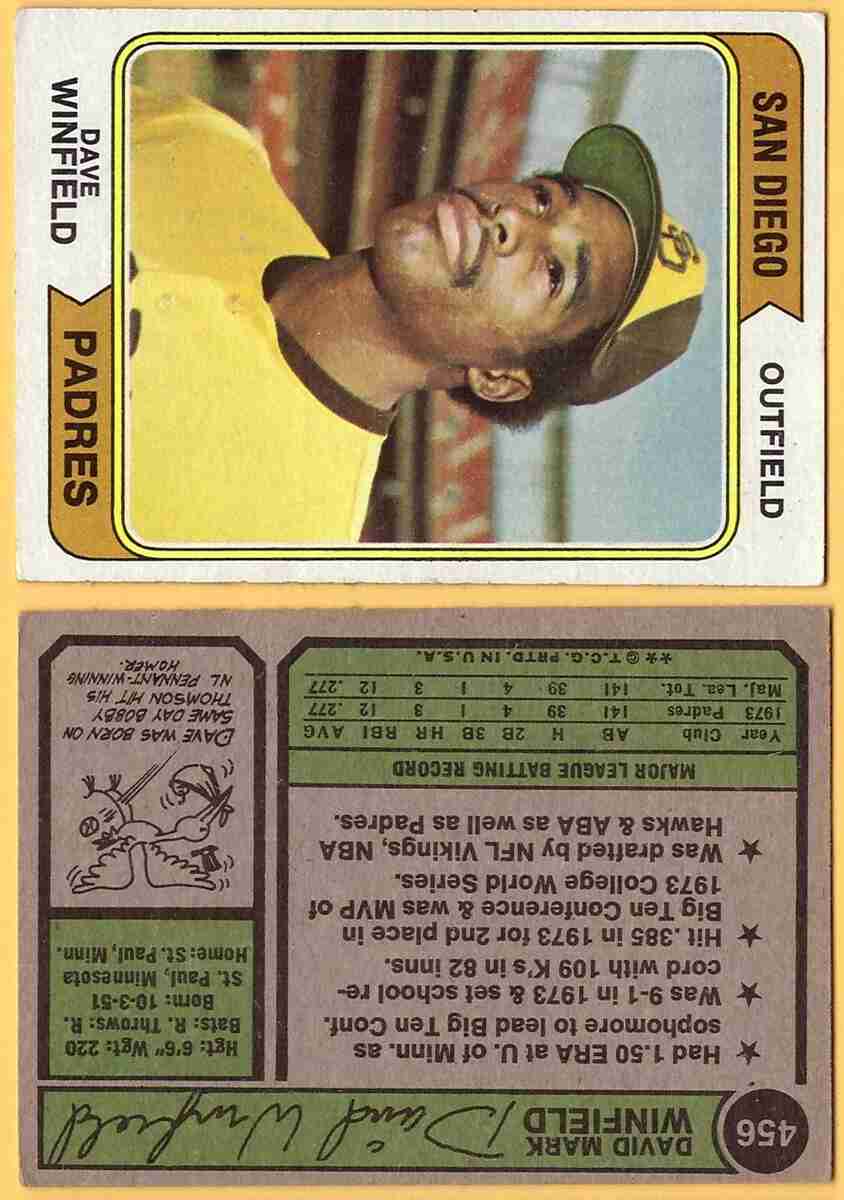 SAN DIEGO
OUTFIELD
SD
DAVE
WINFIELD
PADRES
456
DAVID MARK
WINFIELD
David Winfield
Hgt: 6'6" Wgt: 220
Bats: R. Throws: R.
Born: 10-3-51
St. Paul, Minnesota
Home: St. Paul, Minn.
★ Had 1.50 ERA at U. of Minn. as
sophomore to lead Big Ten Conf.
★ Was 9-1 in 1973 & set school re-
cord with 109 K's in 82 inns.
★ Hit .385 in 1973 for 2nd place in
Big Ten Conference & was MVP of
1973 College World Series.
★ Was drafted by NFL Vikings, NBA
Hawks & ABA as well as Padres.
DAVE WAS BORN ON
SAME DAY BOBBY
THOMSON HIT HIS
NL PENNANT-WINNING
HOMER.
MAJOR LEAGUE BATTING RECORD
Year Club AB H 2B 3B HR RBI AVG
1973 Padres 141 39 4 1 3 12 .277
Maj. Lea. Tot. 141 39 4 1 3 12 .277
★★© T.C.G. PRTD. IN U.S.A.